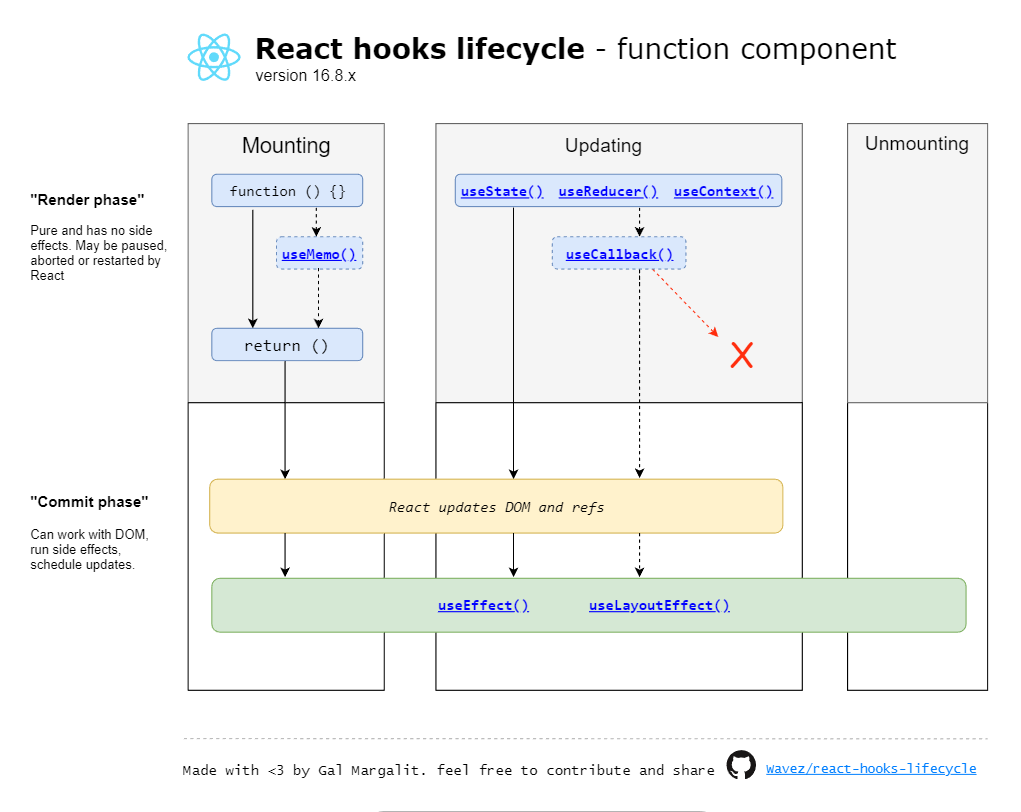 React hooks lifecycle - function component
version 16.8.x
Mounting
Updating
Unmounting
"Render phase"
Pure and has no side
effects. May be paused,
aborted or restarted by
React
function () {}
useMemo()
return ()
useState() useReducer() useContext()
useCallback()
X
"Commit phase"
Can work with DOM,
run side effects,
schedule updates.
React updates DOM and refs
useEffect() useLayoutEffect()
Made with <3 by Gal Margalit. feel free to contribute and share
Wavez/react-hooks-lifecycle